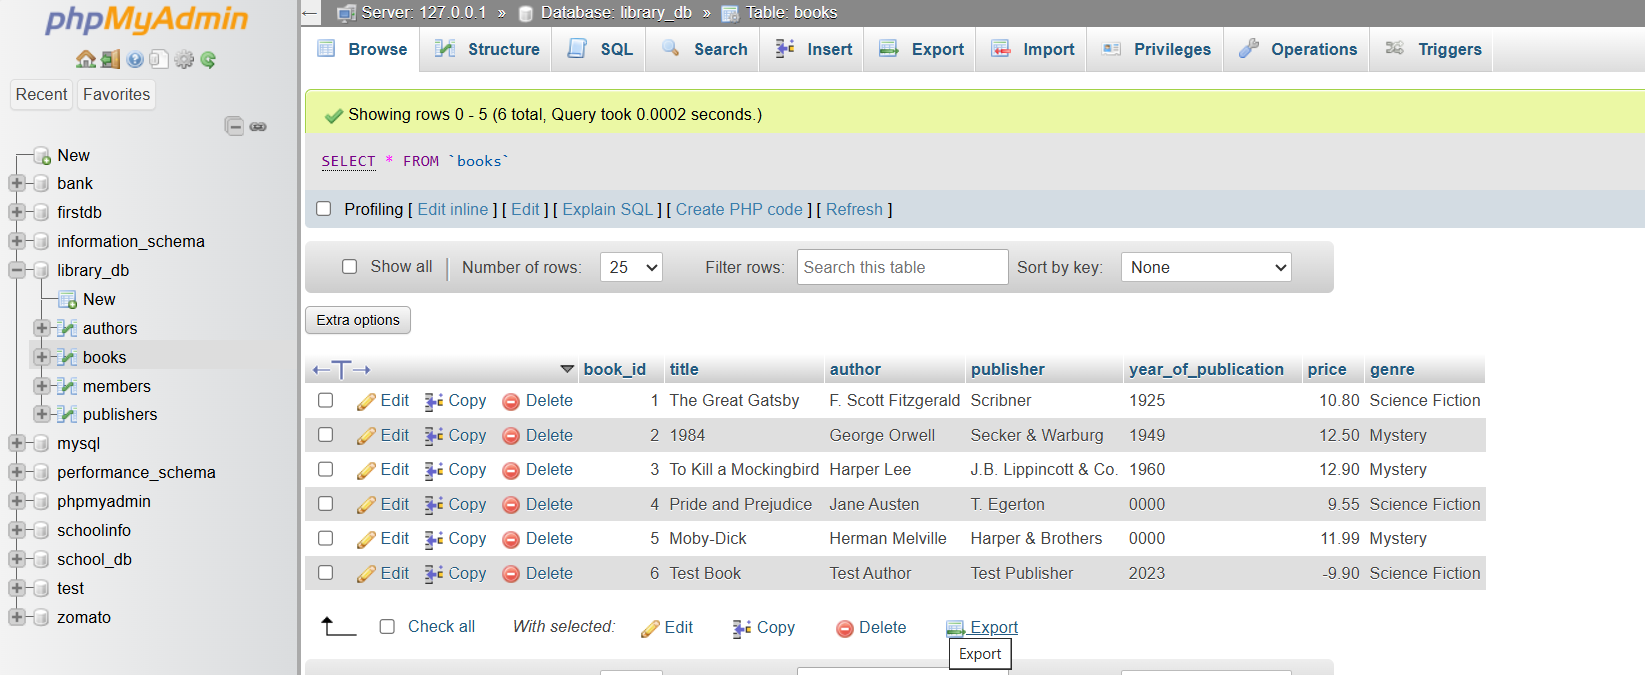 phpMyAdmin
Recent Favorites
New
bank
firstdb
information_schema
library_db
New
authors
books
members
publishers
mysql
performance_schema
phpmyadmin
schoolinfo
school_db
test
zomato
Server: 127.0.0.1 » Database: library_db » Table: books
Browse Structure SQL Search Insert Export Import Privileges Operations Triggers
Showing rows 0 - 5 (6 total, Query took 0.0002 seconds.)
SELECT * FROM `books`
Profiling [ Edit inline ] [ Edit ] [ Explain SQL ] [ Create PHP code ] [ Refresh ]
Show all Number of rows: 25 Filter rows: Search this table Sort by key: None
Extra options
book_id title author publisher year_of_publication price genre
Edit Copy Delete 1 The Great Gatsby F. Scott Fitzgerald Scribner 1925 10.80 Science Fiction
Edit Copy Delete 2 1984 George Orwell Secker & Warburg 1949 12.50 Mystery
Edit Copy Delete 3 To Kill a Mockingbird Harper Lee J.B. Lippincott & Co. 1960 12.90 Mystery
Edit Copy Delete 4 Pride and Prejudice Jane Austen T. Egerton 0000 9.55 Science Fiction
Edit Copy Delete 5 Moby-Dick Herman Melville Harper & Brothers 0000 11.99 Mystery
Edit Copy Delete 6 Test Book Test Author Test Publisher 2023 -9.90 Science Fiction
Check all With selected: Edit Copy Delete Export
Export